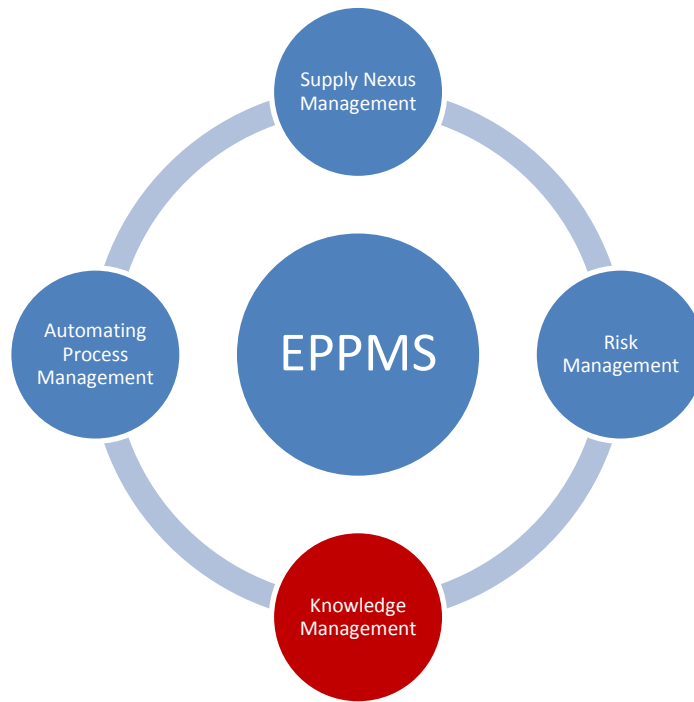 Supply Nexus
Management
Automating
Process
Management
EPPMS
Risk
Management
Knowledge
Management